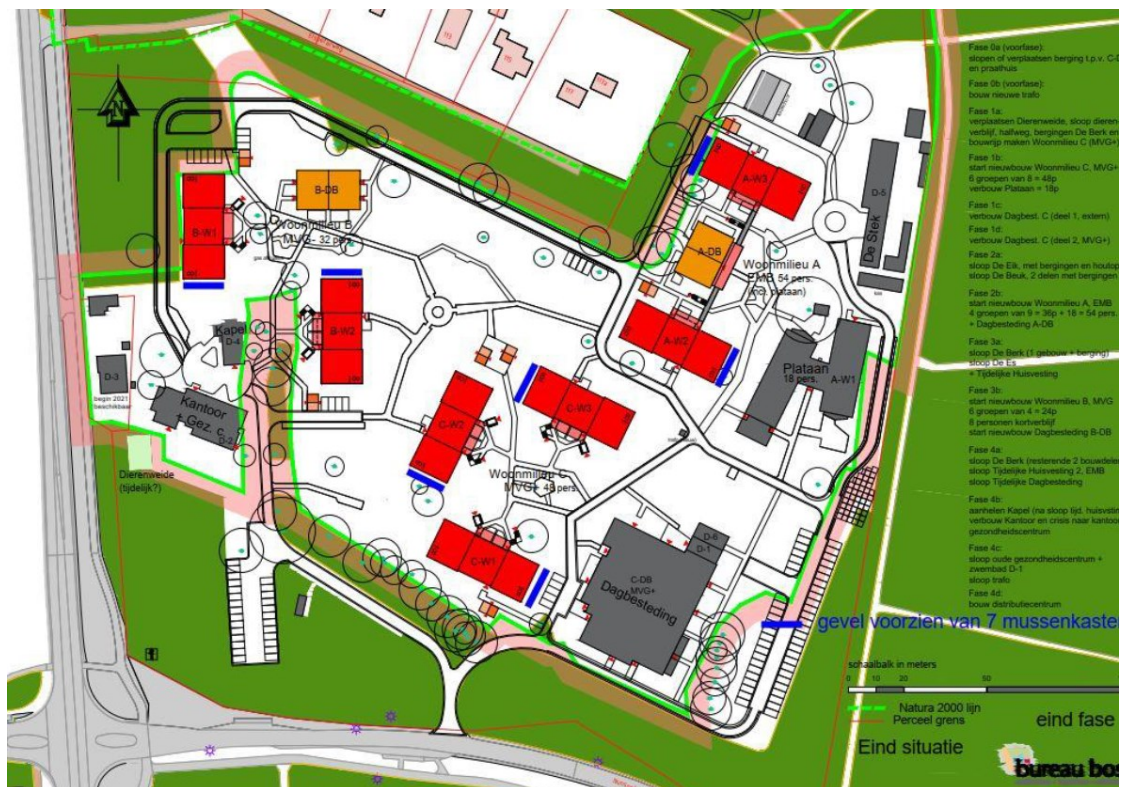 113
115
117a
N
Fase 0a (voorfase):
slopen of verplaatsen berging t.p.v. C-D
en praathuis
Fase 0b (voorfase):
bouw nieuwe trafo
Fase 1a:
verplaatsen Dierenweide, sloop dieren-
verblijf, halfweg, bergingen De Berk en
bouwrijp maken Woonmilieu C (MVG+)
Fase 1b:
start nieuwbouw Woonmilieu C, MVG+
6 groepen van 8 = 48p
verbouw Plataan = 18p
Fase 1c:
verbouw Dagbest. C (deel 1, extern)
Fase 1d:
verbouw Dagbest. C (deel 2, MVG+)
Fase 2a:
sloop De Eik, met bergingen en houtop
sloop De Beuk, 2 delen met bergingen
Fase 2b:
start nieuwbouw Woonmilieu A, EMB
4 groepen van 9 = 36p + 18 = 54 pers.
+ Dagbesteding A-DB
Fase 3a:
sloop De Berk (1 gebouw + berging)
sloop De Es
+ Tijdelijke Huisvesting
Fase 3b:
start nieuwbouw Woonmilieu B, MVG
6 groepen van 4 = 24p
8 personen kortverblijf
start nieuwbouw Dagbesteding B-DB
Fase 4a:
sloop De Berk (resterende 2 bouwdele
sloop Tijdelijke Huisvesting 2, EMB
sloop Tijdelijke Dagbesteding
Fase 4b:
aanhelen Kapel (na sloop tijd. huisvstin
verbouw Kantoor en crisis naar kantoo
gezondheidscentrum
Fase 4c:
sloop oude gezondheidscentrum +
zwembad D-1
sloop trafo
Fase 4d:
bouw distributiecentrum
A-W3
D-5
De Stek
B-DB
B-W1
Woonmilieu B
MVG- 32 pers.
A-DB
Woonmilieu A
EMB 54 pers.
(incl. plataan)
B-W2
A-W2
Kapel
D-4
D-3
begin 2021
beschikbaar
Kantoor
+ Gez. c.
D-2
Plataan
18 pers.
A-W1
C-W2
C-W3
Woonmilieu C
MVG+ 48 pers.
Dierenweide
(tijdelijk?)
C-W1
D-6
D-1
C-DB
MVG+
Dagbesteding
gevel voorzien van 7 mussenkaste
schaalbalk in meters
0 10 20 50
Natura 2000 lijn
Perceel grens
eind fase
Eind situatie
bureau bos